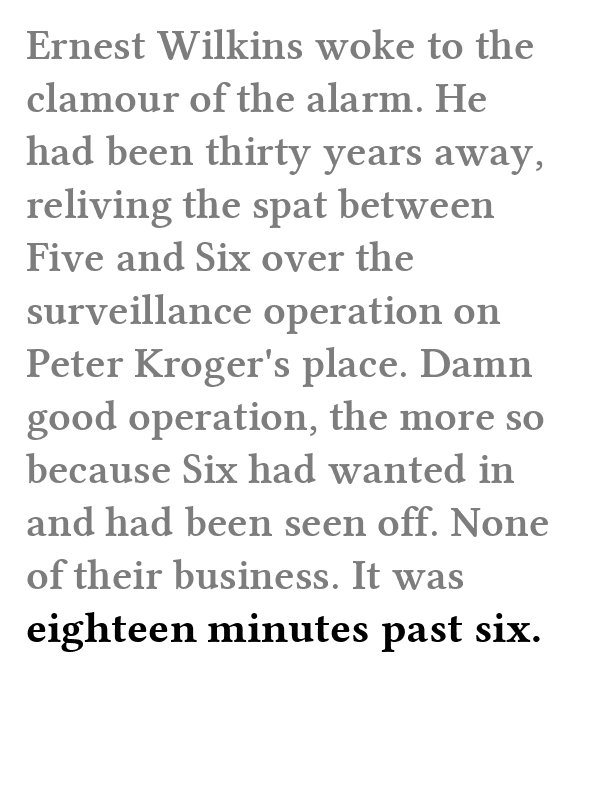 Ernest Wilkins woke to the
clamour of the alarm. He
had been thirty years away,
reliving the spat between
Five and Six over the
surveillance operation on
Peter Kroger's place. Damn
good operation, the more so
because Six had wanted in
and had been seen off. None
of their business. It was
eighteen minutes past six.